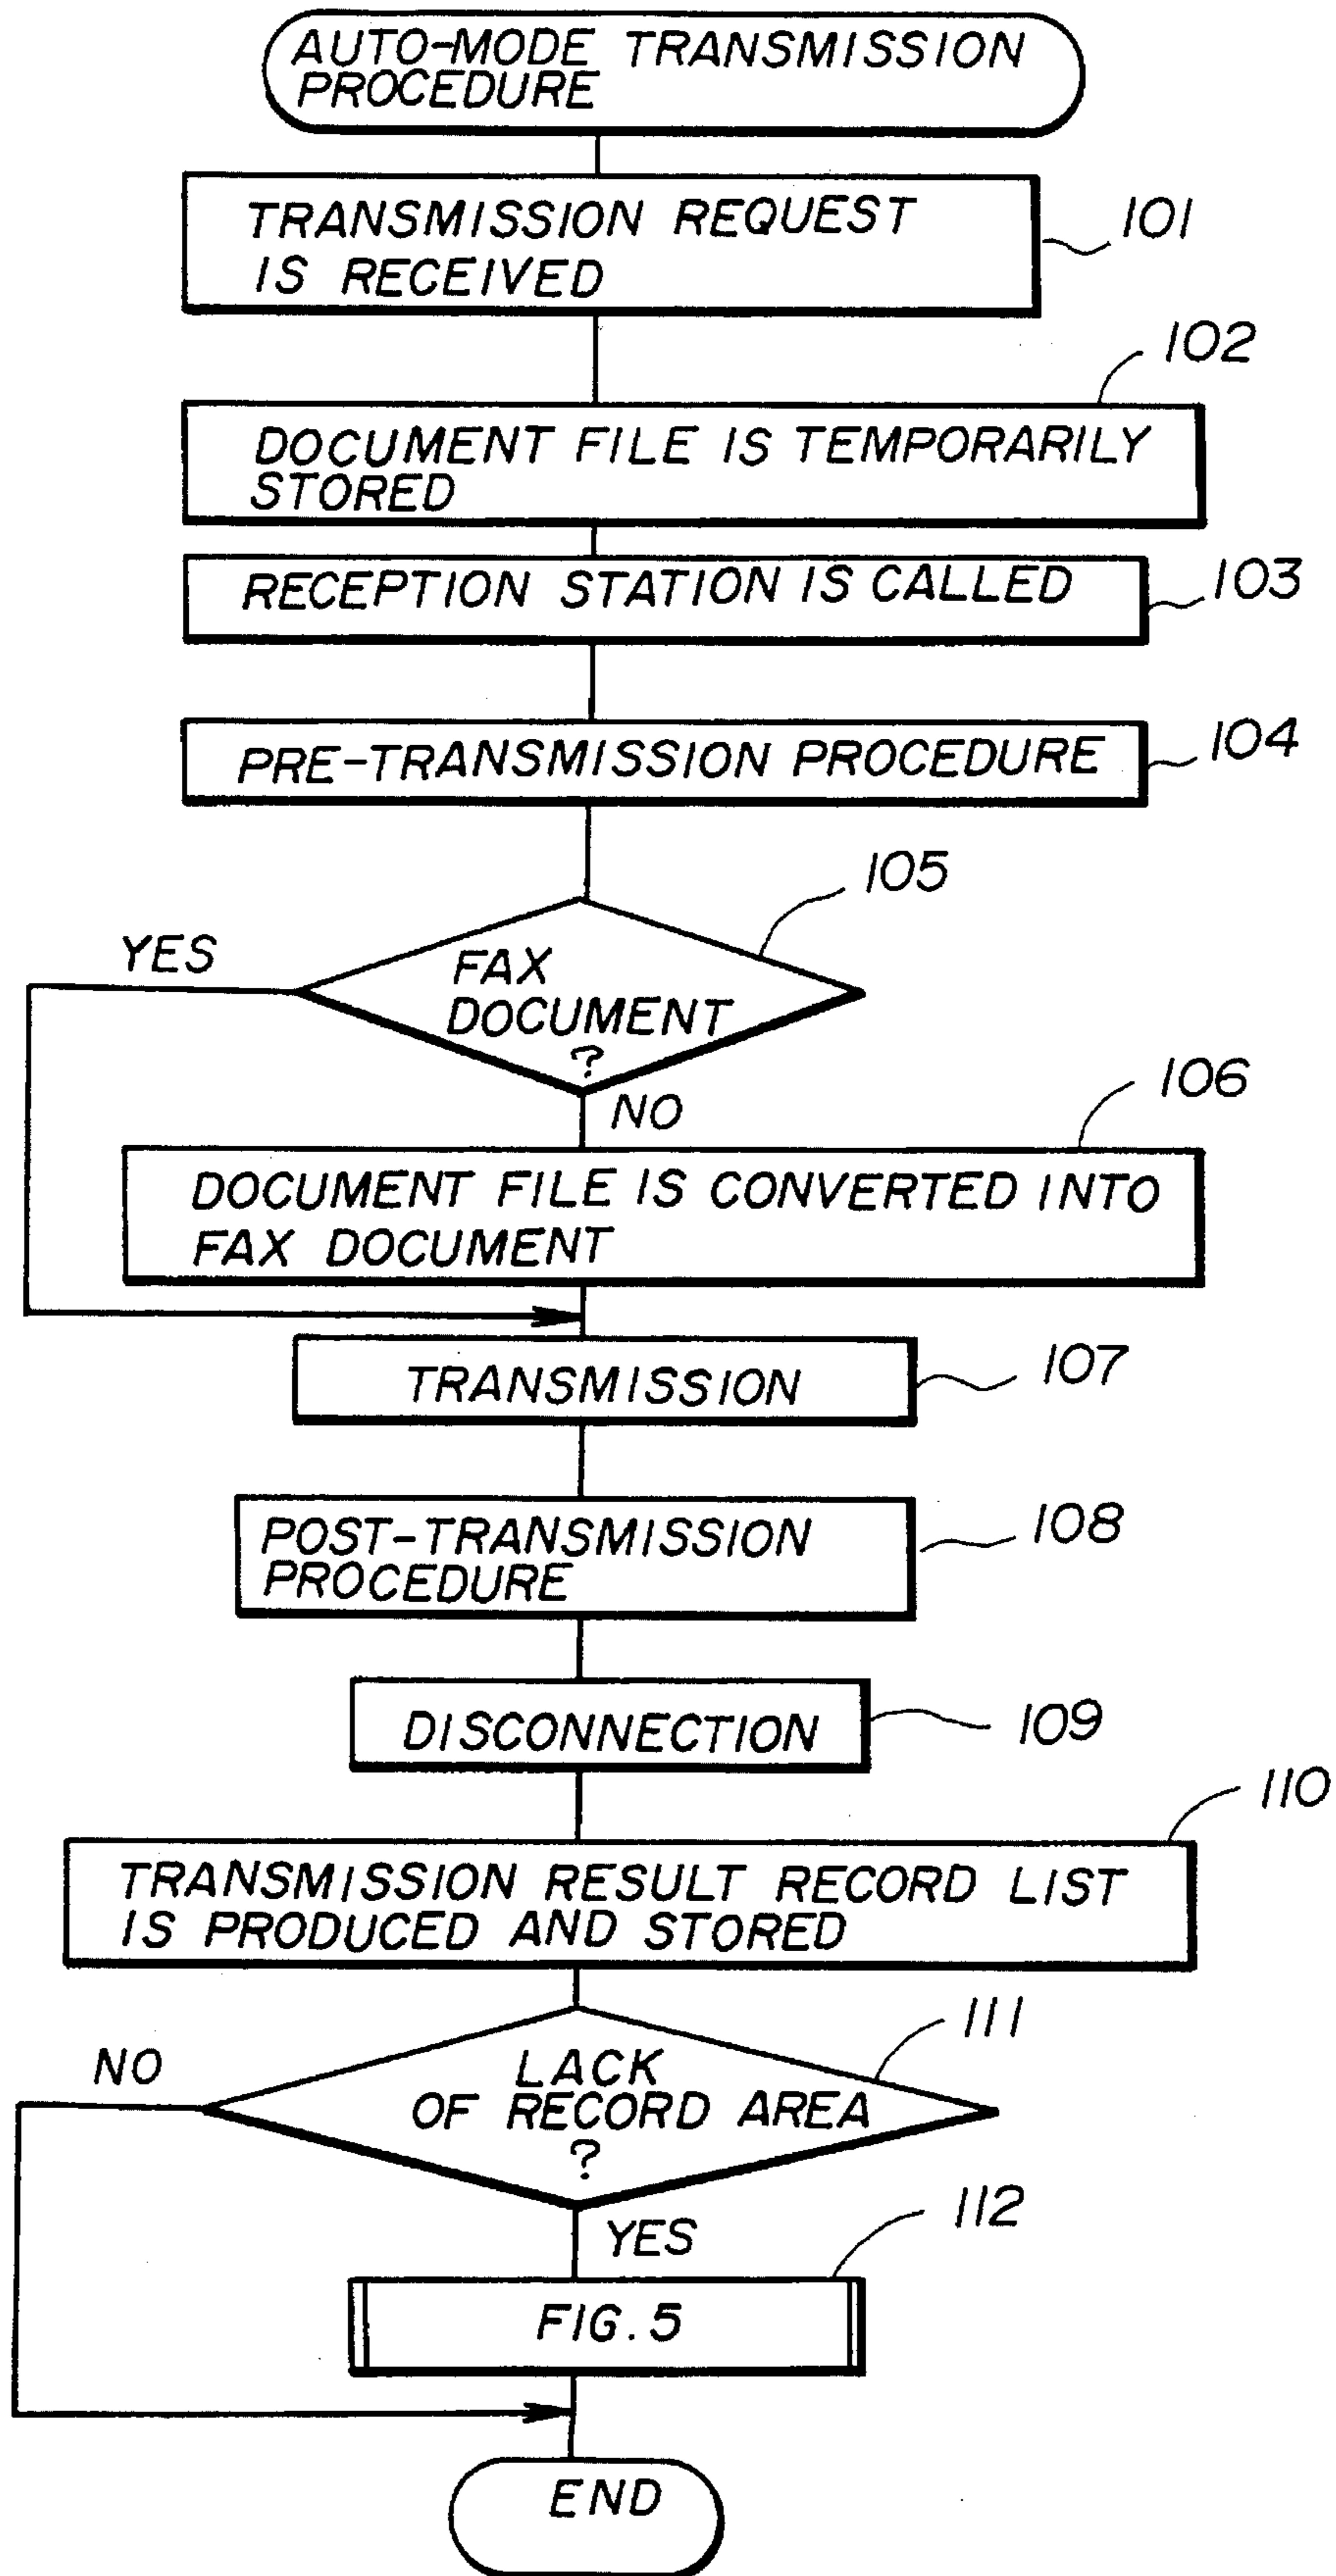 AUTO-MODE TRANSMISSION
PROCEDURE
TRANSMISSION REQUEST
IS RECEIVED
101
102
DOCUMENT FILE IS TEMPORARILY
STORED
RECEPTION STATION IS CALLED
103
PRE-TRANSMISSION PROCEDURE
104
105
YES
FAX
DOCUMENT
?
NO
106
DOCUMENT FILE IS CONVERTED INTO
FAX DOCUMENT
TRANSMISSION
107
POST-TRANSMISSION
PROCEDURE
108
DISCONNECTION
109
110
TRANSMISSION RESULT RECORD LIST
IS PRODUCED AND STORED
111
NO
LACK
OF RECORD AREA
?
YES
112
FIG. 5
END